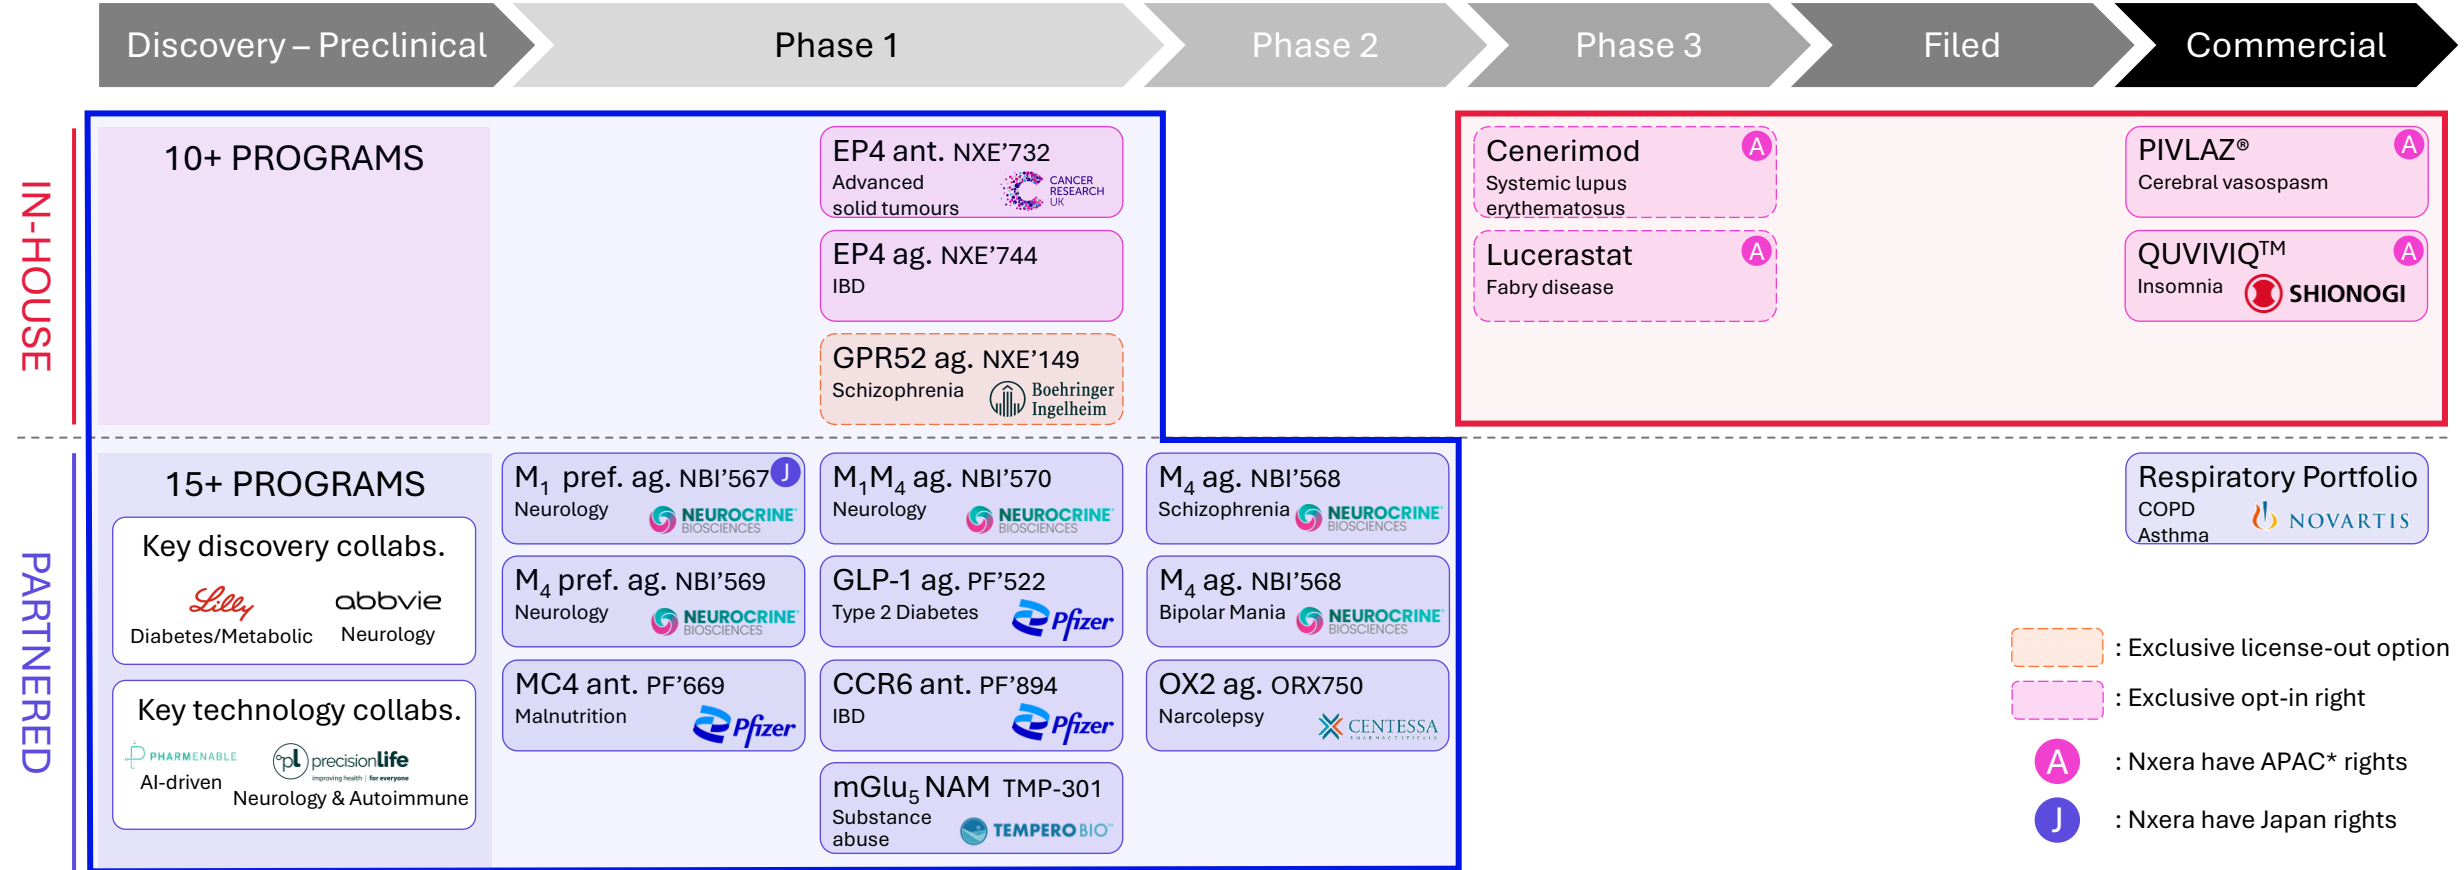 Discovery – Preclinical
Phase 1
Phase 2
Phase 3
Filed
Commercial
IN-HOUSE
10+ PROGRAMS
EP4 ant. NXE’732
Advanced
solid tumours
CANCER
RESEARCH
UK
EP4 ag. NXE’744
IBD
GPR52 ag. NXE’149
Schizophrenia
Boehringer
Ingelheim
Cenerimod
A
Systemic lupus
erythematosus
Lucerastat
A
Fabry disease
PIVLAZ®
A
Cerebral vasospasm
QUVIVIQ™
A
Insomnia
SHIONOGI
PARTNERED
15+ PROGRAMS
Key discovery collabs.
Lilly
Diabetes/Metabolic
abbvie
Neurology
Key technology collabs.
PHARMENABLE
AI-driven
pl precisionlife
improving health | for everyone
Neurology & Autoimmune
M₁ pref. ag. NBI’567
J
Neurology
NEUROCRINE
BIOSCIENCES
M₄ pref. ag. NBI’569
Neurology
NEUROCRINE
BIOSCIENCES
MC4 ant. PF’669
Malnutrition
Pfizer
M₁M₄ ag. NBI’570
Neurology
NEUROCRINE
BIOSCIENCES
GLP-1 ag. PF’522
Type 2 Diabetes
Pfizer
CCR6 ant. PF’894
IBD
Pfizer
mGlu₅ NAM TMP-301
Substance
abuse
TEMPERO BIO™
M₄ ag. NBI’568
Schizophrenia
NEUROCRINE
BIOSCIENCES
M₄ ag. NBI’568
Bipolar Mania
NEUROCRINE
BIOSCIENCES
OX2 ag. ORX750
Narcolepsy
CENTESSA
PHARMACEUTICALS
Respiratory Portfolio
COPD
Asthma
NOVARTIS
: Exclusive license-out option
: Exclusive opt-in right
A : Nxera have APAC* rights
J : Nxera have Japan rights